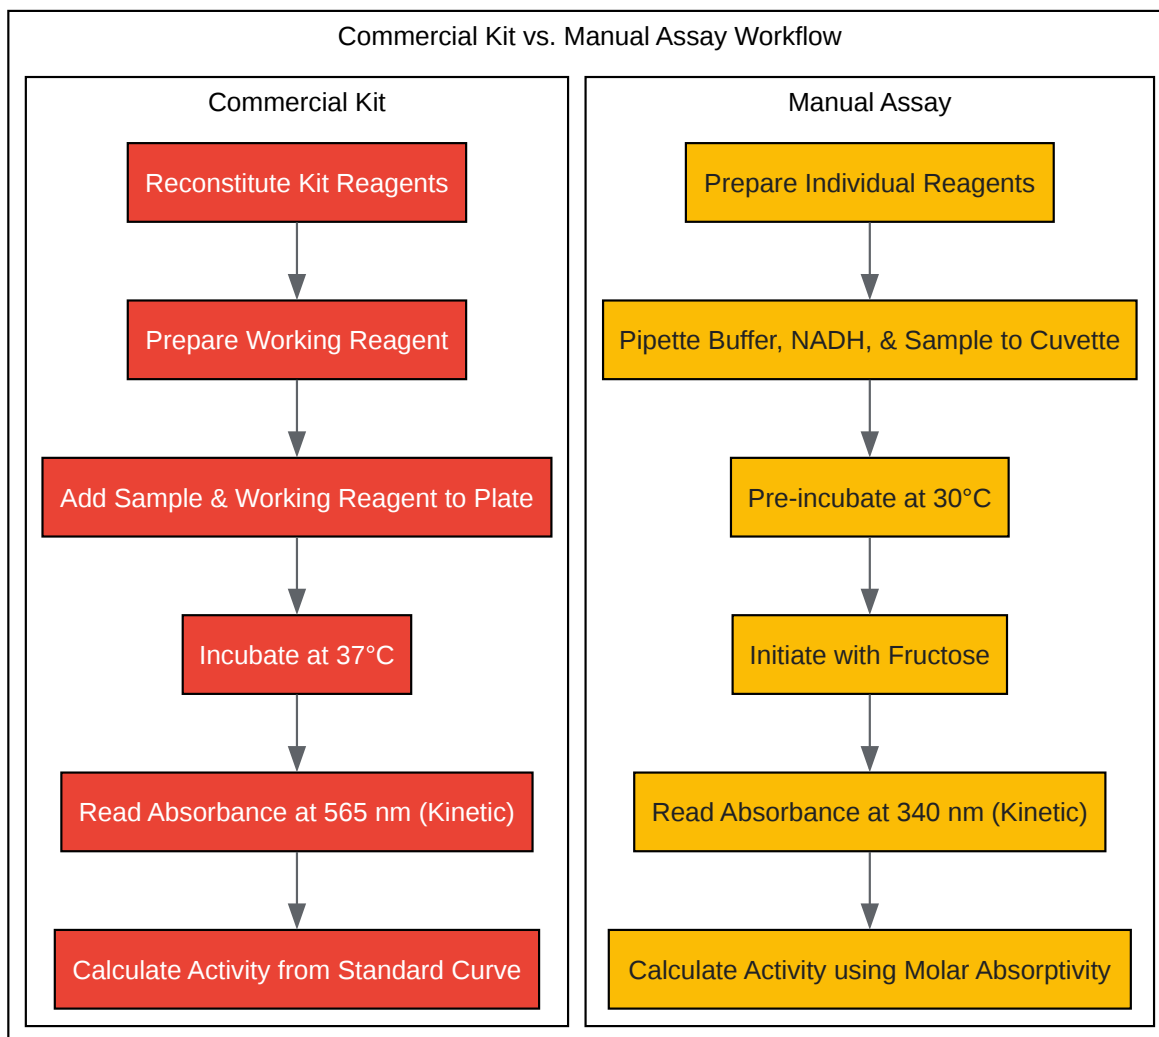 Commercial Kit vs. Manual Assay Workflow
Commercial Kit
Reconstitute Kit Reagents
Prepare Working Reagent
Add Sample & Working Reagent to Plate
Incubate at 37°C
Read Absorbance at 565 nm (Kinetic)
Calculate Activity from Standard Curve
Manual Assay
Prepare Individual Reagents
Pipette Buffer, NADH, & Sample to Cuvette
Pre-incubate at 30°C
Initiate with Fructose
Read Absorbance at 340 nm (Kinetic)
Calculate Activity using Molar Absorptivity